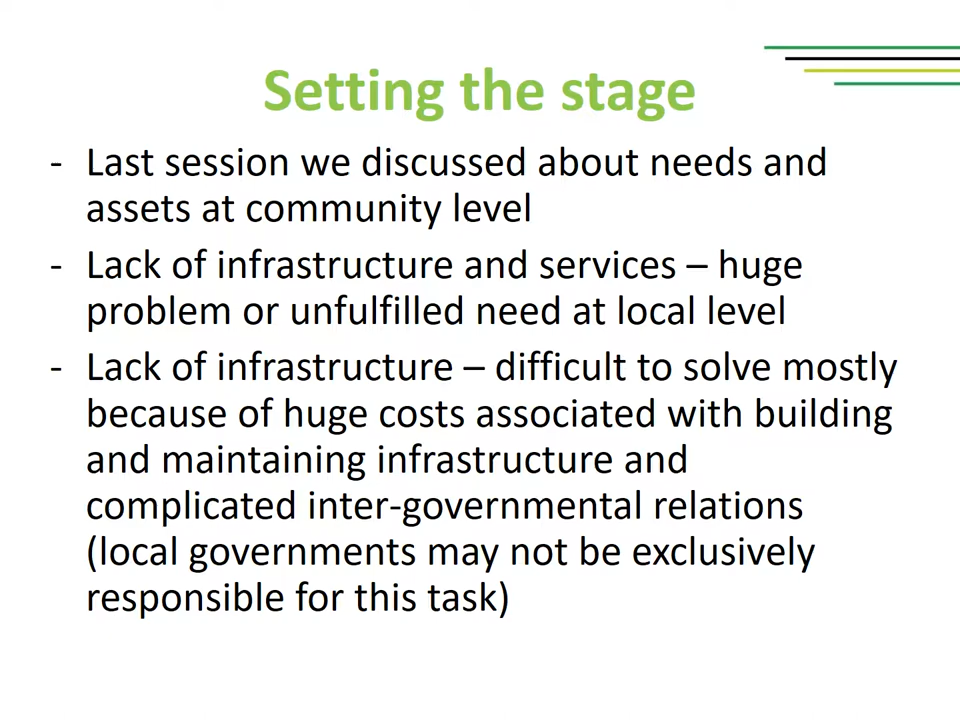 Setting the stage
- Last session we discussed about needs and
assets at community level
- Lack of infrastructure and services – huge
problem or unfulfilled need at local level
- Lack of infrastructure – difficult to solve mostly
because of huge costs associated with building
and maintaining infrastructure and
complicated inter-governmental relations
(local governments may not be exclusively
responsible for this task)